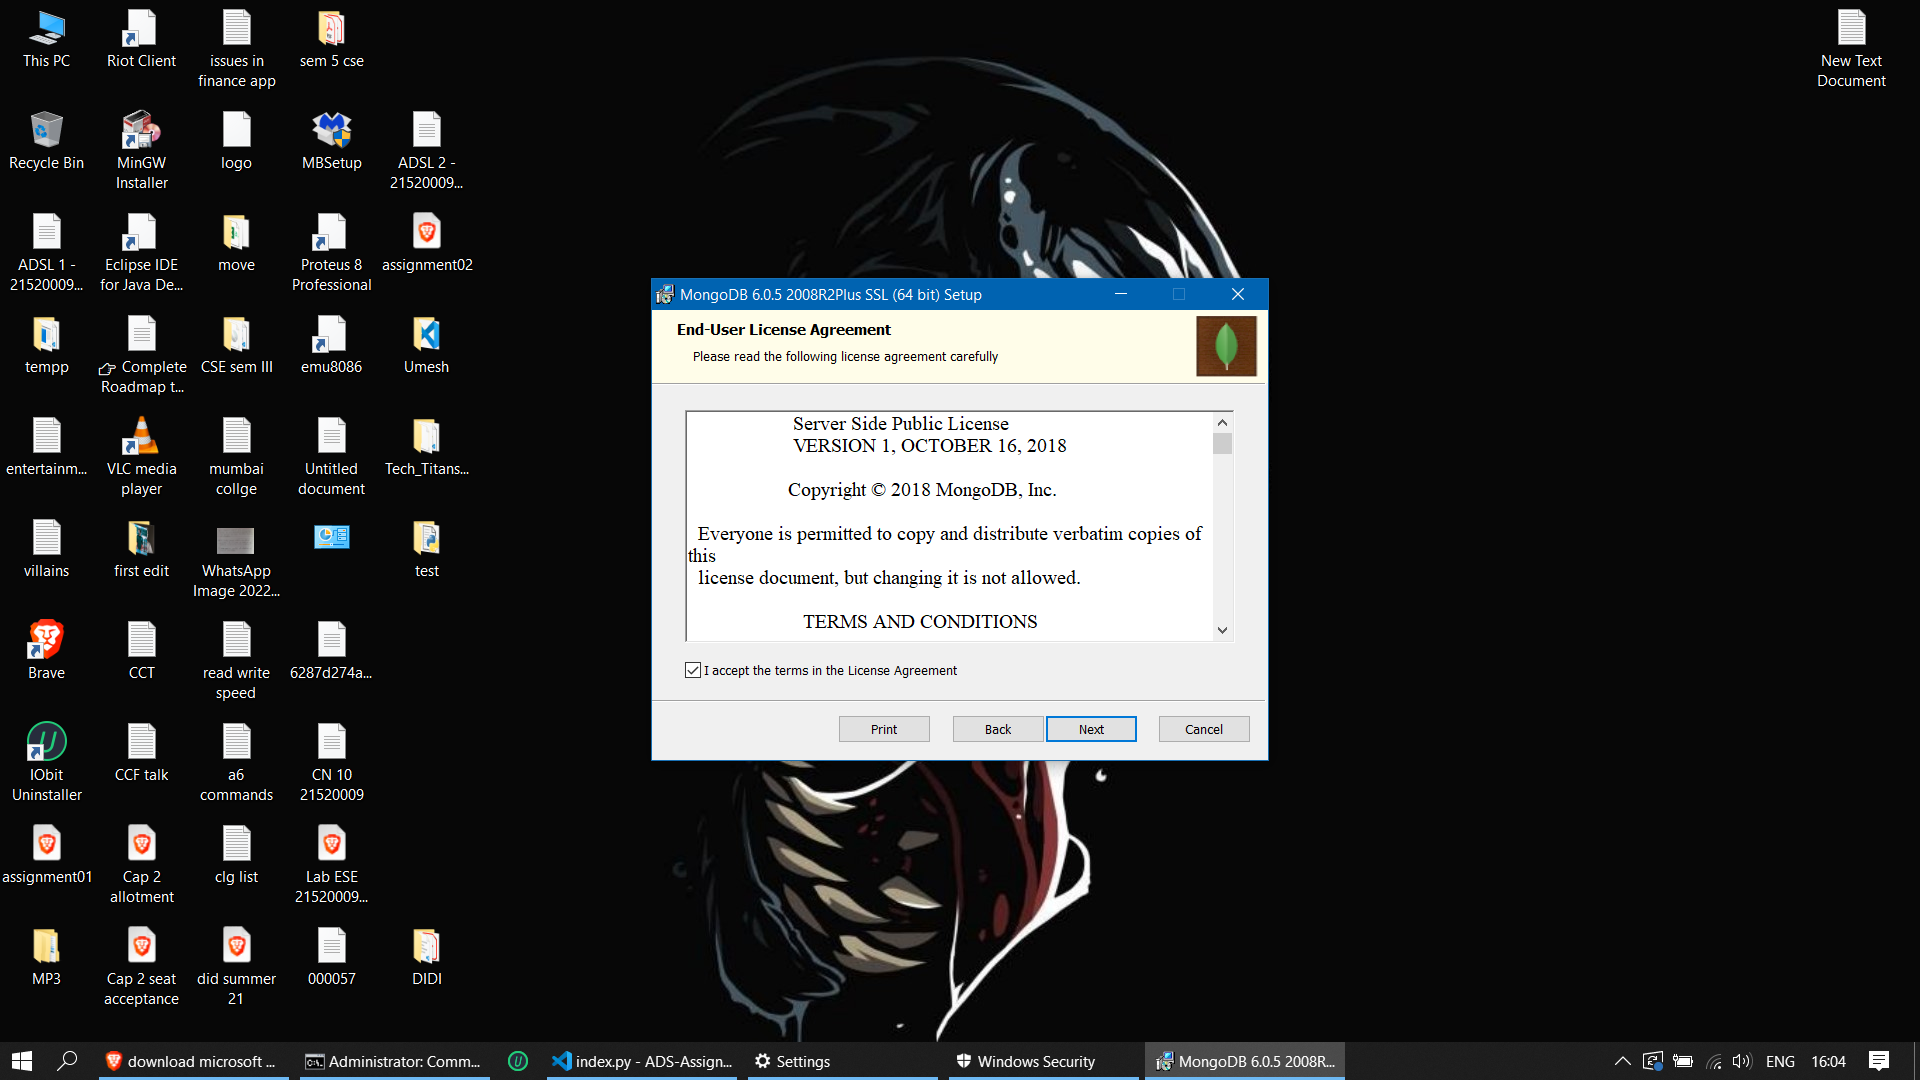 This PC
Riot Client
issues in
finance app
sem 5 cse
New Text
Document
Recycle Bin
MinGW
Installer
logo
MBSetup
ADSL 2 -
21520009...
ADSL 1 -
21520009...
Eclipse IDE
for Java De...
move
Proteus 8
Professional
assignment02
tempp
Complete
Roadmap t...
CSE sem III
emu8086
Umesh
entertainm...
VLC media
player
mumbai
collge
Untitled
document
Tech_Titans...
villains
first edit
WhatsApp
Image 2022...
test
Brave
CCT
read write
speed
6287d274a...
IObit
Uninstaller
CCF talk
a6
commands
CN 10
21520009
assignment01
Cap 2
allotment
clg list
Lab ESE
21520009...
MP3
Cap 2 seat
acceptance
did summer
21
000057
DIDI
MongoDB 6.0.5 2008R2Plus SSL (64 bit) Setup
End-User License Agreement
Please read the following license agreement carefully
Server Side Public License
VERSION 1, OCTOBER 16, 2018
Copyright © 2018 MongoDB, Inc.
Everyone is permitted to copy and distribute verbatim copies of
this
license document, but changing it is not allowed.
TERMS AND CONDITIONS
I accept the terms in the License Agreement
Print Back Next Cancel
download microsoft ... Administrator: Comm... index.py - ADS-Assign... Settings Windows Security MongoDB 6.0.5 2008R... ENG 16:04